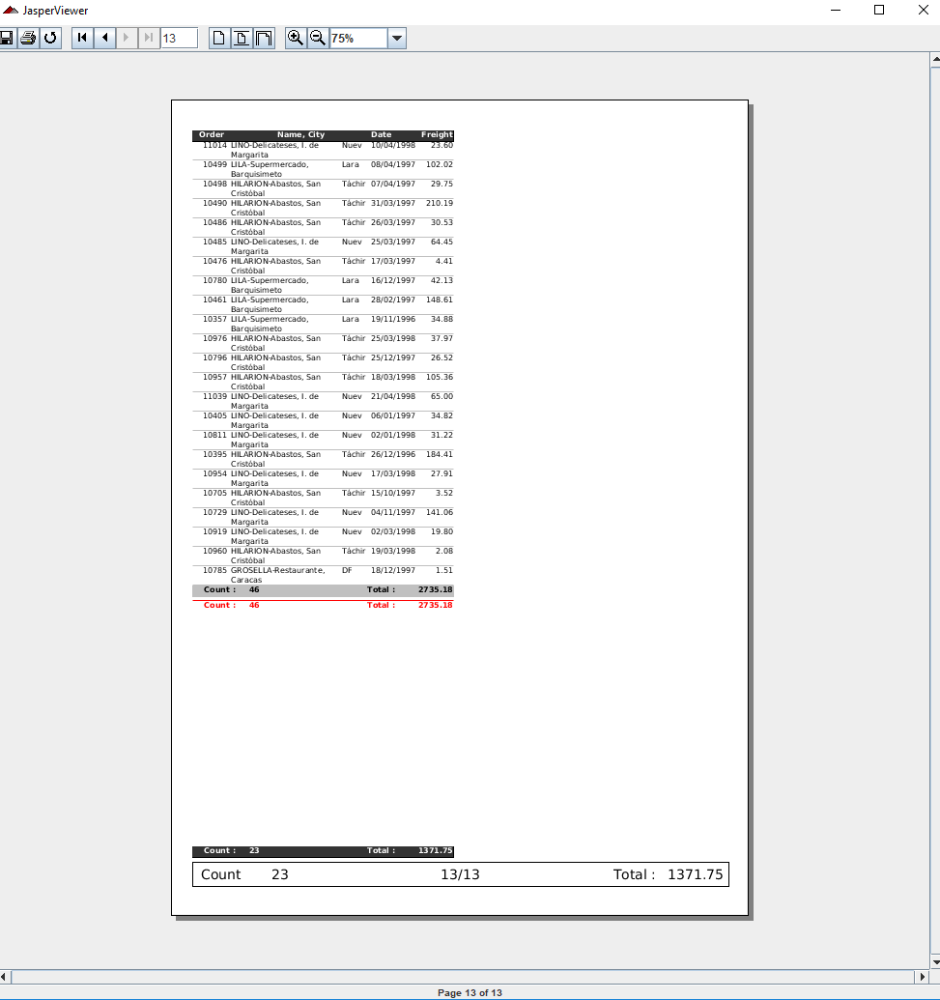 JasperViewer
13 75%
Order Name, City Date Freight
11014 LINO-Delicateses, I. de Nuev 10/04/1998 23.60
Margarita
10499 LILA-Supermercado, Lara 08/04/1997 102.02
Barquisimeto
10498 HILARION-Abastos, San Táchir 07/04/1997 29.75
Cristóbal
10490 HILARION-Abastos, San Táchir 31/03/1997 210.19
Cristóbal
10486 HILARION-Abastos, San Táchir 26/03/1997 30.53
Cristóbal
10485 LINO-Delicateses, I. de Nuev 25/03/1997 64.45
Margarita
10476 HILARION-Abastos, San Táchir 17/03/1997 4.41
Cristóbal
10780 LILA-Supermercado, Lara 16/12/1997 42.13
Barquisimeto
10461 LILA-Supermercado, Lara 28/02/1997 148.61
Barquisimeto
10357 LILA-Supermercado, Lara 19/11/1996 34.88
Barquisimeto
10976 HILARION-Abastos, San Táchir 25/03/1998 37.97
Cristóbal
10796 HILARION-Abastos, San Táchir 25/12/1997 26.52
Cristóbal
10957 HILARION-Abastos, San Táchir 18/03/1998 105.36
Cristóbal
11039 LINO-Delicateses, I. de Nuev 21/04/1998 65.00
Margarita
10405 LINO-Delicateses, I. de Nuev 06/01/1997 34.82
Margarita
10811 LINO-Delicateses, I. de Nuev 02/01/1998 31.22
Margarita
10395 HILARION-Abastos, San Táchir 26/12/1996 184.41
Cristóbal
10954 LINO-Delicateses, I. de Nuev 17/03/1998 27.91
Margarita
10705 HILARION-Abastos, San Táchir 15/10/1997 3.52
Cristóbal
10729 LINO-Delicateses, I. de Nuev 04/11/1997 141.06
Margarita
10919 LINO-Delicateses, I. de Nuev 02/03/1998 19.80
Margarita
10960 HILARION-Abastos, San Táchir 19/03/1998 2.08
Cristóbal
10785 GROSELLA-Restaurante, DF 18/12/1997 1.51
Caracas
Count : 46 Total : 2735.18
Count : 46 Total : 2735.18
Count : 23 Total : 1371.75
Count 23 13/13 Total : 1371.75
Page 13 of 13